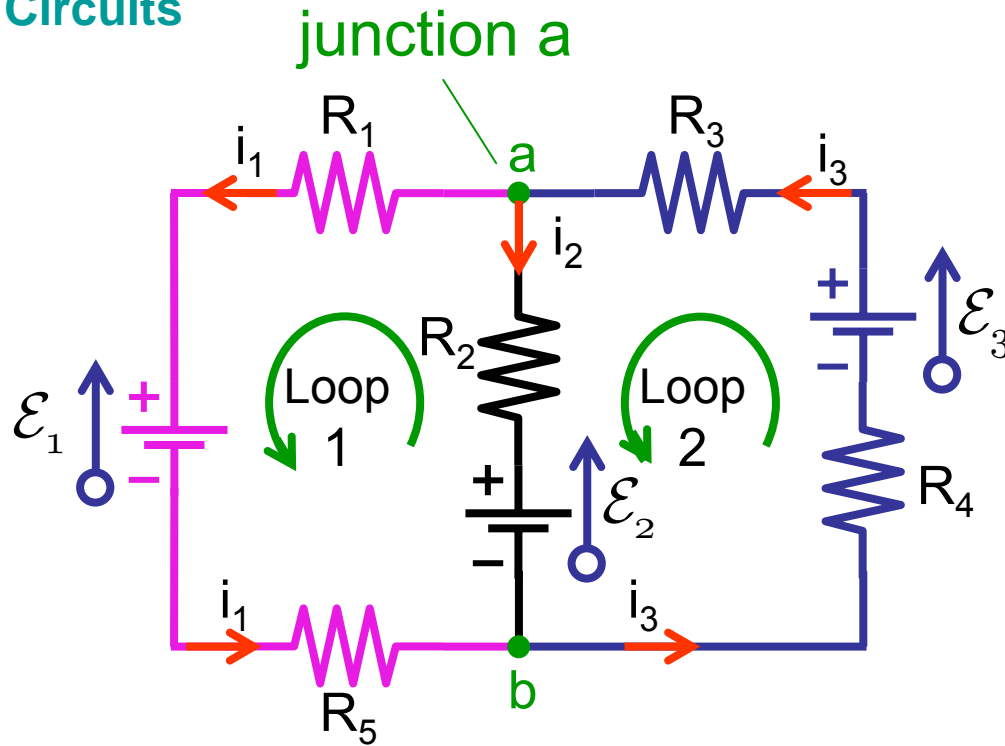 Circuits
junction a
R₁
R₃
i₁
a
i₃
i₂
+
ℰ₃
R₂
−
Loop
1
Loop
2
ℰ₁
+
−
+
ℰ₂
−
R₄
i₁
i₃
b
R₅